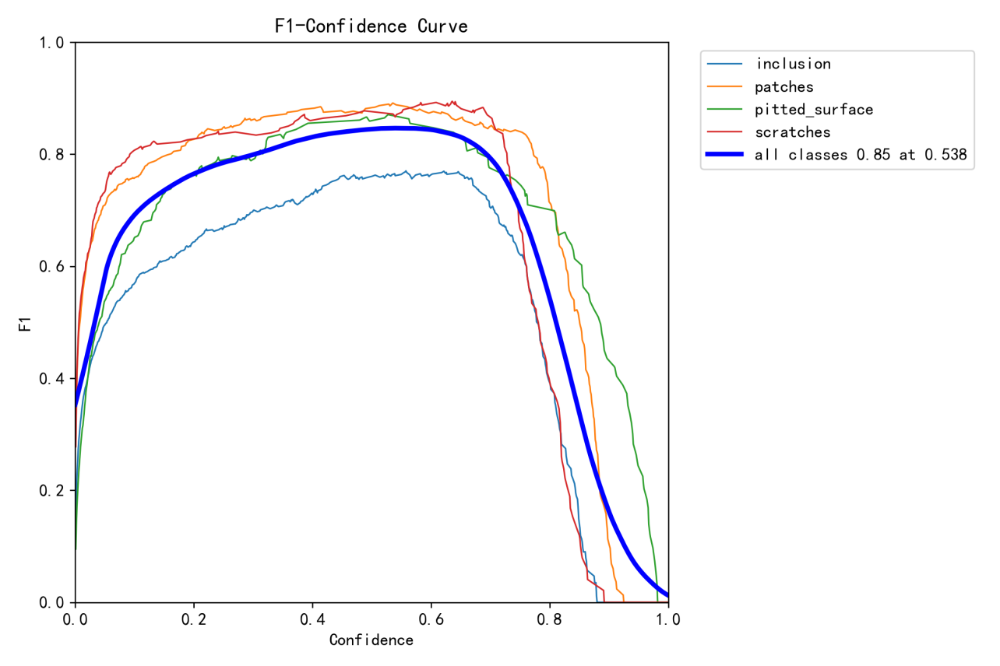 F1-Confidence Curve
1.0
0.8
0.6
0.4
0.2
0.0
F1
0.0 0.2 0.4 0.6 0.8 1.0
Confidence
inclusion
patches
pitted_surface
scratches
all classes 0.85 at 0.538